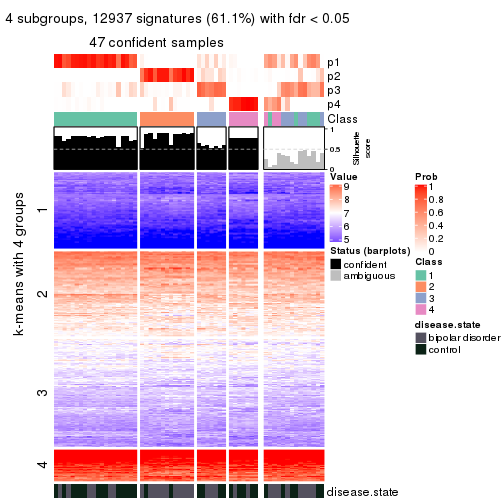 4 subgroups, 12937 signatures (61.1%) with fdr < 0.05
47 confident samples
p1
p2
p3
p4
Class
1
0.5
0
Silhouette
score
k-means with 4 groups
1
2
3
4
disease.state
Value
9
8
7
6
5
Status (barplots)
confident
ambiguous
Prob
1
0.8
0.6
0.4
0.2
0
Class
1
2
3
4
disease.state
bipolar disorder
control